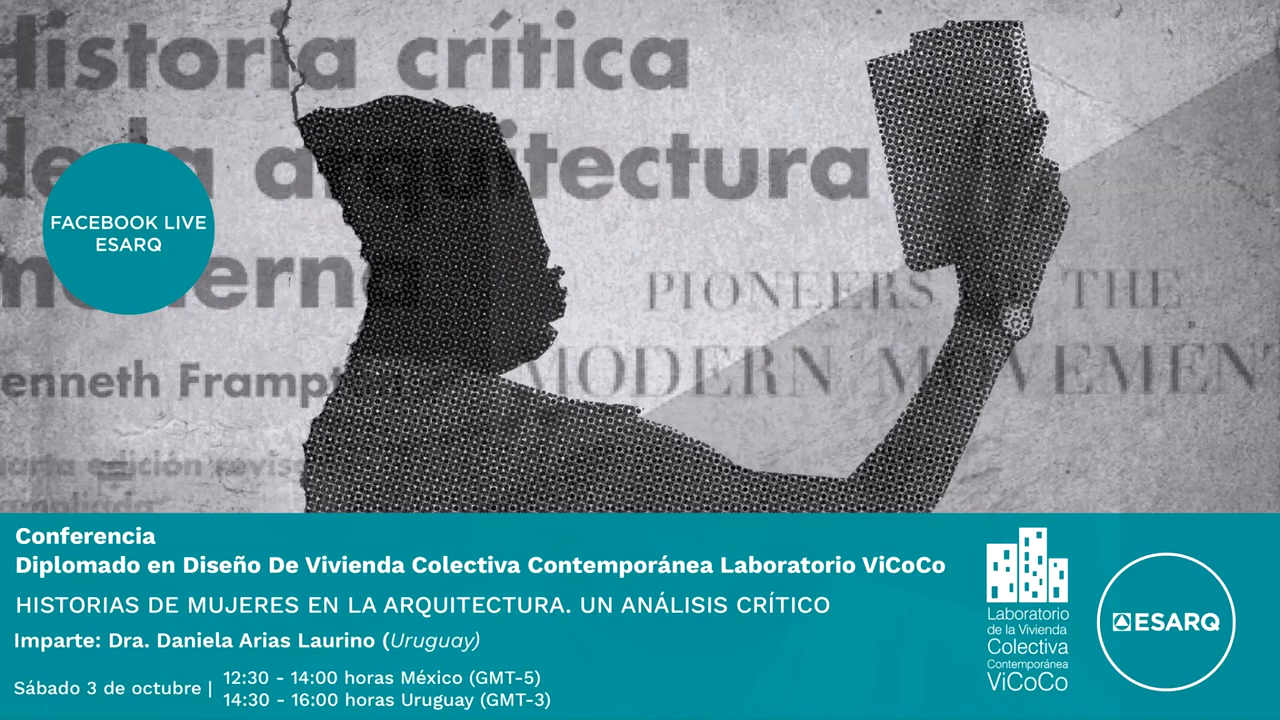 Historia crítica
de la arquitectura
moderna
PIONEERS THE
MODERN MOVEMENT
enneth Frampt
FACEBOOK LIVE
ESARQ
Conferencia
Diplomado en Diseño De Vivienda Colectiva Contemporánea Laboratorio ViCoCo
HISTORIAS DE MUJERES EN LA ARQUITECTURA. UN ANÁLISIS CRÍTICO
Imparte: Dra. Daniela Arias Laurino (Uruguay)
Sábado 3 de octubre |
12:30 - 14:00 horas México (GMT-5)
14:30 - 16:00 horas Uruguay (GMT-3)
Laboratorio
de la Vivienda
Colectiva
Contemporánea
ViCoCo
ESARQ